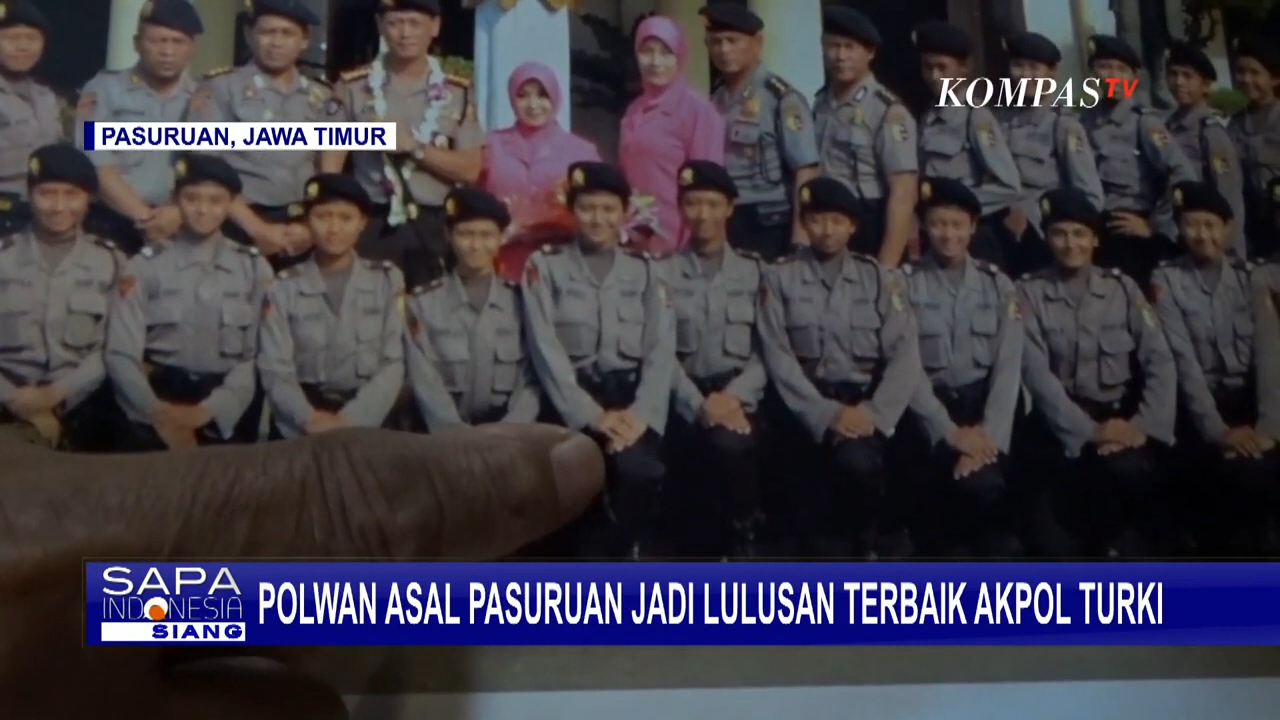 KOMPASTV
PASURUAN, JAWA TIMUR
SAPA
INDONESIA
SIANG
POLWAN ASAL PASURUAN JADI LULUSAN TERBAIK AKPOL TURKI